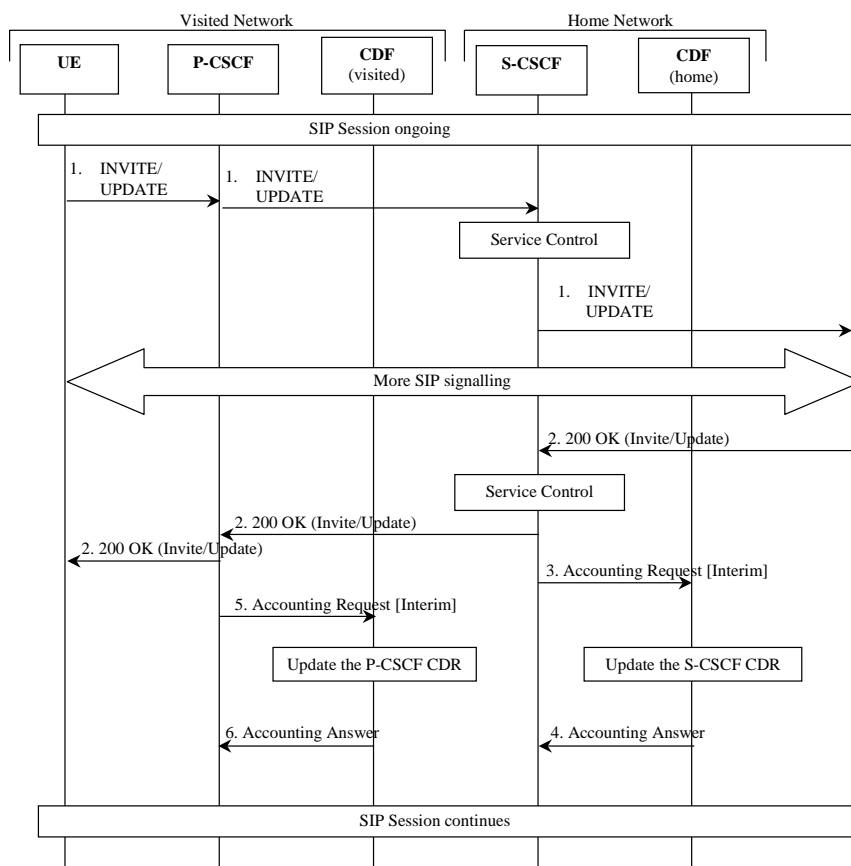 Visited Network
Home Network
UE
P-CSCF
CDF
(visited)
S-CSCF
CDF
(home)
SIP Session ongoing
1. INVITE/
UPDATE
1. INVITE/
UPDATE
Service Control
1. INVITE/
UPDATE
More SIP signalling
2. 200 OK (Invite/Update)
Service Control
2. 200 OK (Invite/Update)
2. 200 OK (Invite/Update)
3. Accounting Request [Interim]
5. Accounting Request [Interim]
Update the P-CSCF CDR
Update the S-CSCF CDR
6. Accounting Answer
4. Accounting Answer
SIP Session continues